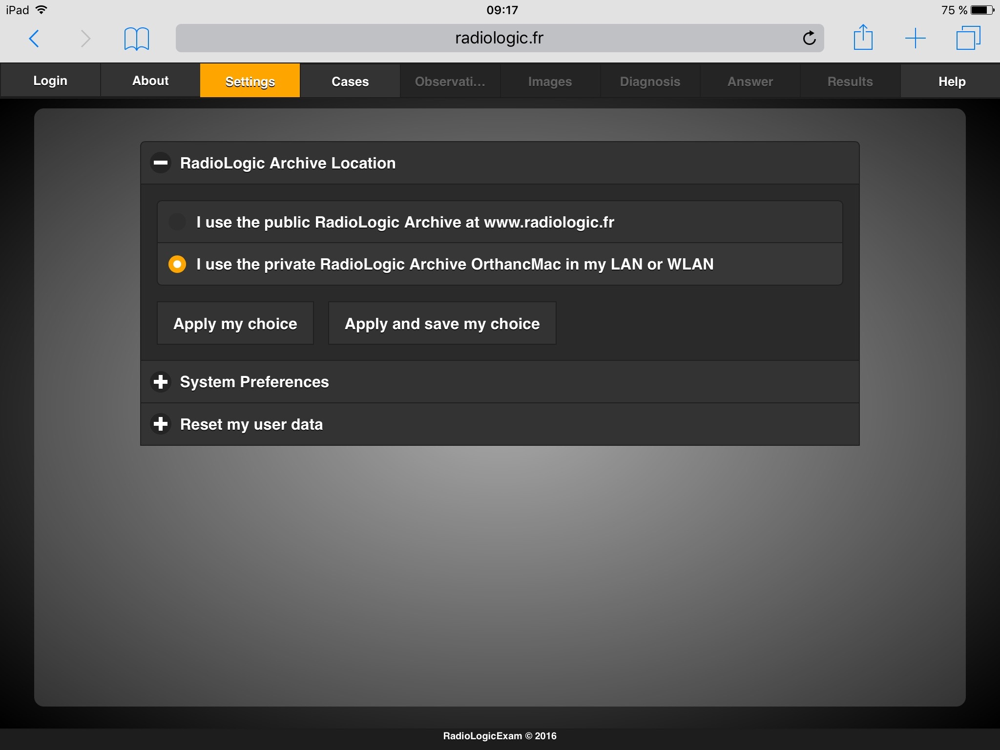 iPad 09:17 75 %
radiologic.fr
Login About Settings Cases Observati... Images Diagnosis Answer Results Help
RadioLogic Archive Location
I use the public RadioLogic Archive at www.radiologic.fr
I use the private RadioLogic Archive OrthancMac in my LAN or WLAN
Apply my choice Apply and save my choice
System Preferences
Reset my user data
RadioLogicExam © 2016